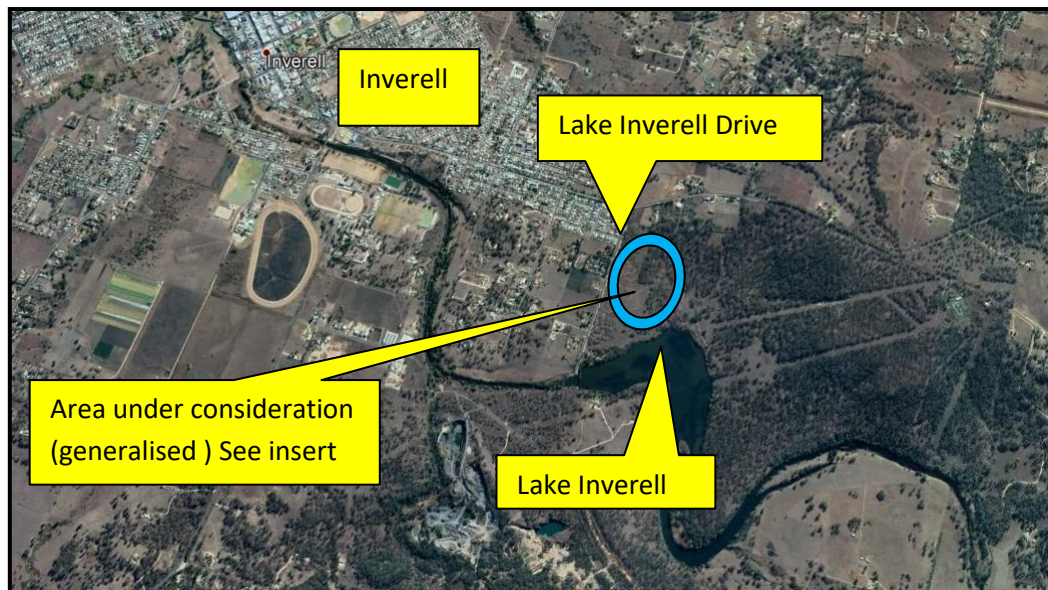 Inverell
Inverell
Lake Inverell Drive
Area under consideration
(generalised ) See insert
Lake Inverell